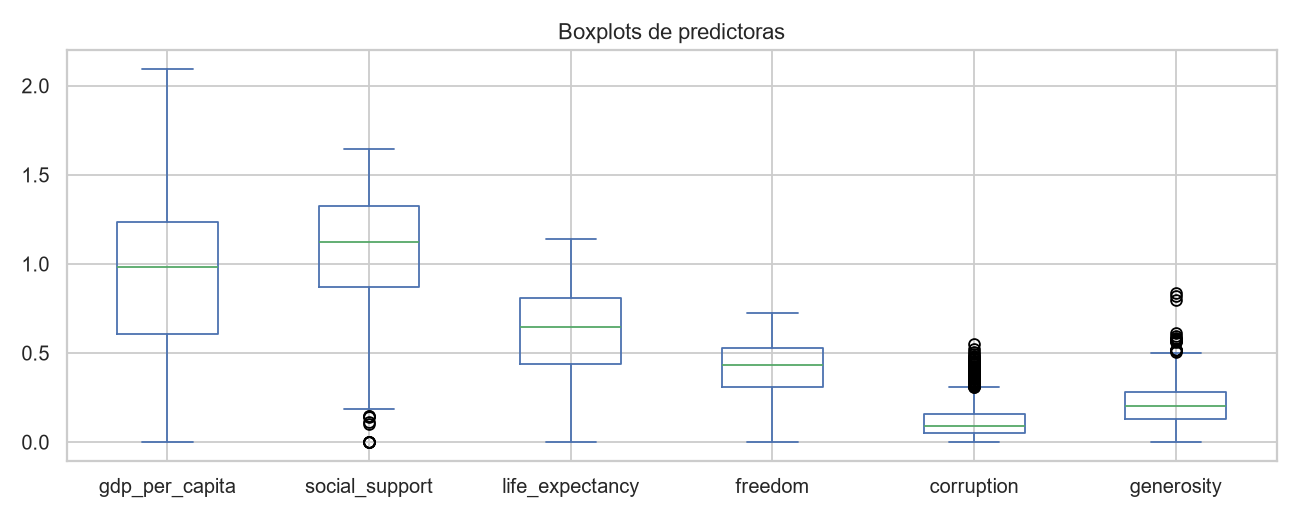 Boxplots de predictoras
2.0
1.5
1.0
0.5
0.0
gdp_per_capita social_support life_expectancy freedom corruption generosity